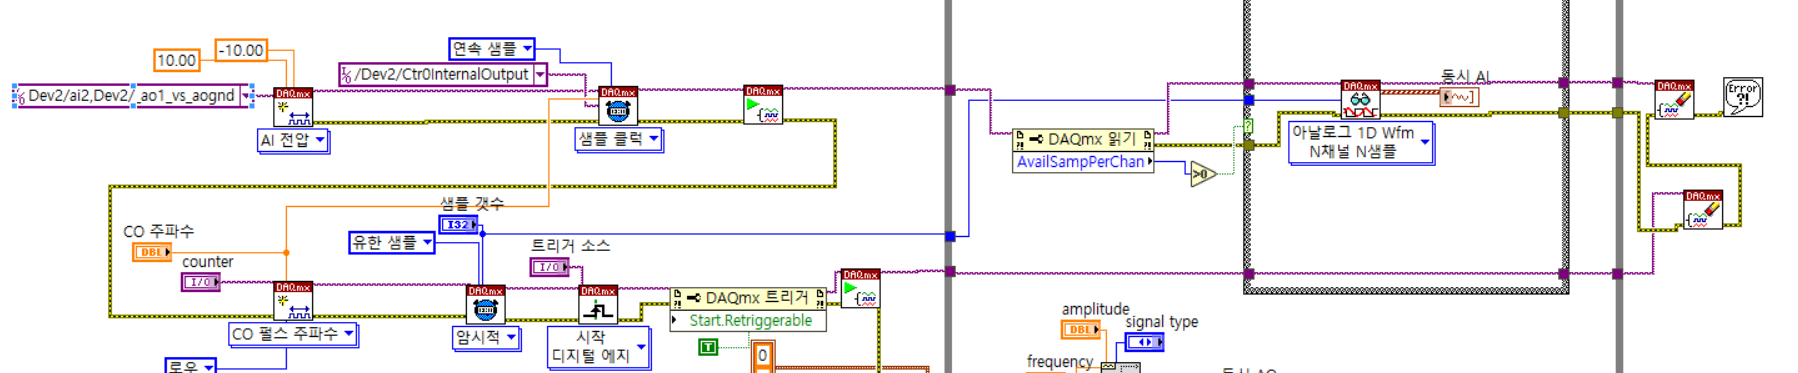 10.00
-10.00
연속 샘플
/Dev2/Ctr0InternalOutput
Dev2/ai2,Dev2/_ao1_vs_aognd
DAQmx
AI 전압
DAQmx
샘플 클럭
DAQmx
DAQmx 읽기
AvailSampPerChan
>0
?
DAQmx
동시 AI
아날로그 1D Wfm
N채널 N샘플
DAQmx
Error
?!
DAQmx
CO 주파수
DBL
counter
I/O
샘플 갯수
I32
유한 샘플
트리거 소스
I/O
DAQmx
CO 펄스 주파수
로우
DAQmx
암시적
DAQmx
시작
디지털 에지
DAQmx 트리거
Start.Retriggerable
T
0
DAQmx
amplitude
DBL
signal type
frequency